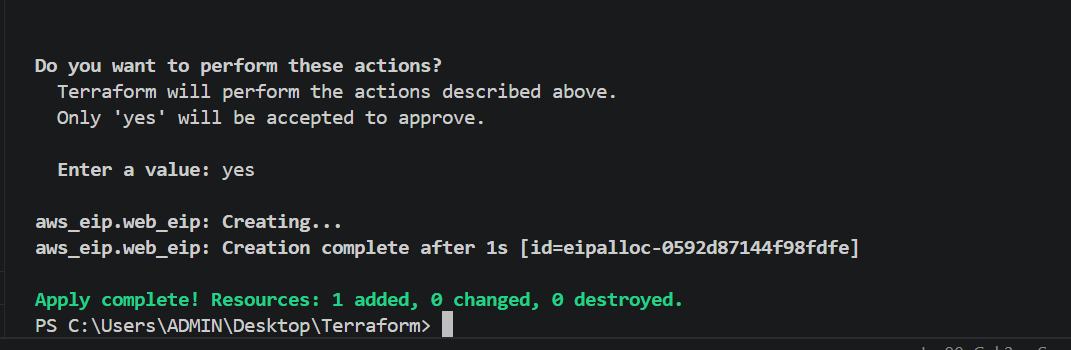 Do you want to perform these actions?
Terraform will perform the actions described above.
Only 'yes' will be accepted to approve.
Enter a value: yes
aws_eip.web_eip: Creating...
aws_eip.web_eip: Creation complete after 1s [id=eipalloc-0592d87144f98fdfe]
Apply complete! Resources: 1 added, 0 changed, 0 destroyed.
PS C:\Users\ADMIN\Desktop\Terraform>